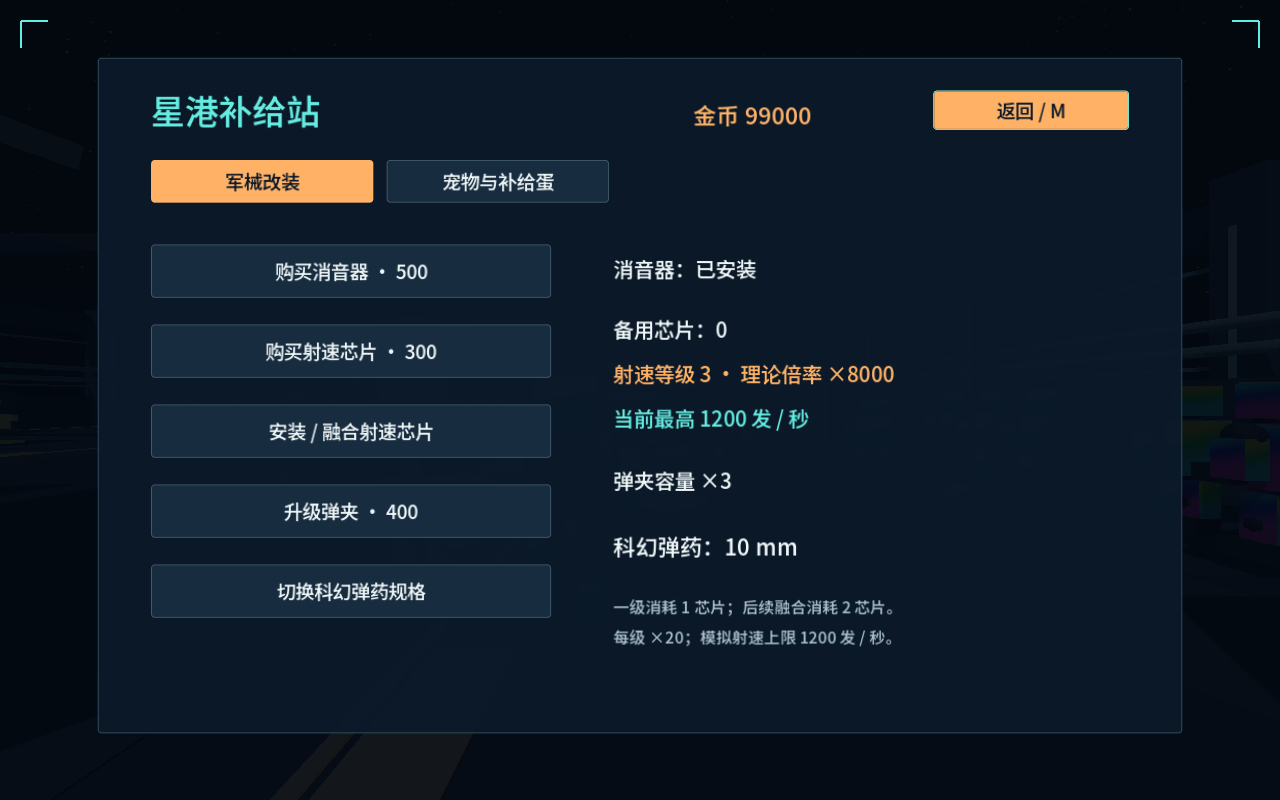 星港补给站
金币 99000
返回 / M
军械改装
宠物与补给蛋
购买消音器 · 500
消音器：已安装
购买射速芯片 · 300
备用芯片：0
射速等级 3 · 理论倍率 ×8000
安装 / 融合射速芯片
当前最高 1200 发 / 秒
升级弹夹 · 400
弹夹容量 ×3
切换科幻弹药规格
科幻弹药：10 mm
一级消耗 1 芯片；后续融合消耗 2 芯片。
每级 ×20；模拟射速上限 1200 发 / 秒。